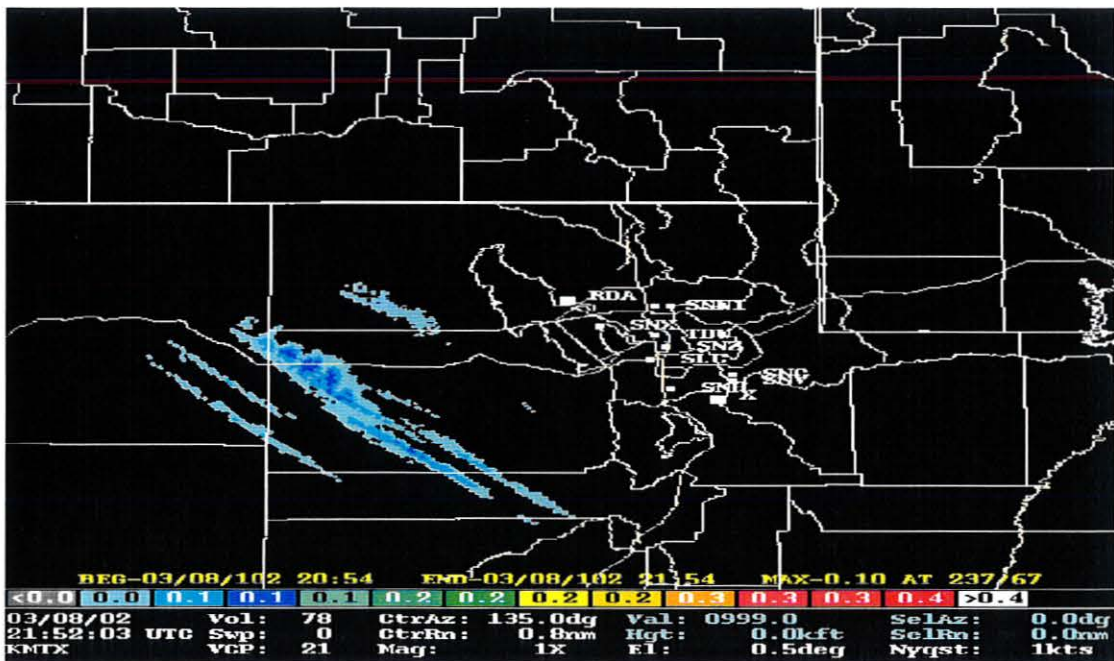 RDA
SNX
TDW
SNZ
SLC
SNH
X
SNC
SNV
BEG-03/08/102 20:54 END-03/08/102 21:54 MAX-0.10 AT 237/67
<0.0 0.0 0.1 0.1 0.1 0.2 0.2 0.2 0.2 0.3 0.3 0.3 0.4 >0.4
03/08/02 Vol: 78 CtrAz: 135.0dg Val: 0999.0 SelAz: 0.0dg
21:52:03 UTC Swp: 0 CtrRn: 0.8nm Hgt: 0.0kft SelRn: 0.0nm
KMTX VCP: 21 Mag: 1X El: 0.5deg Nyqst: 1kts